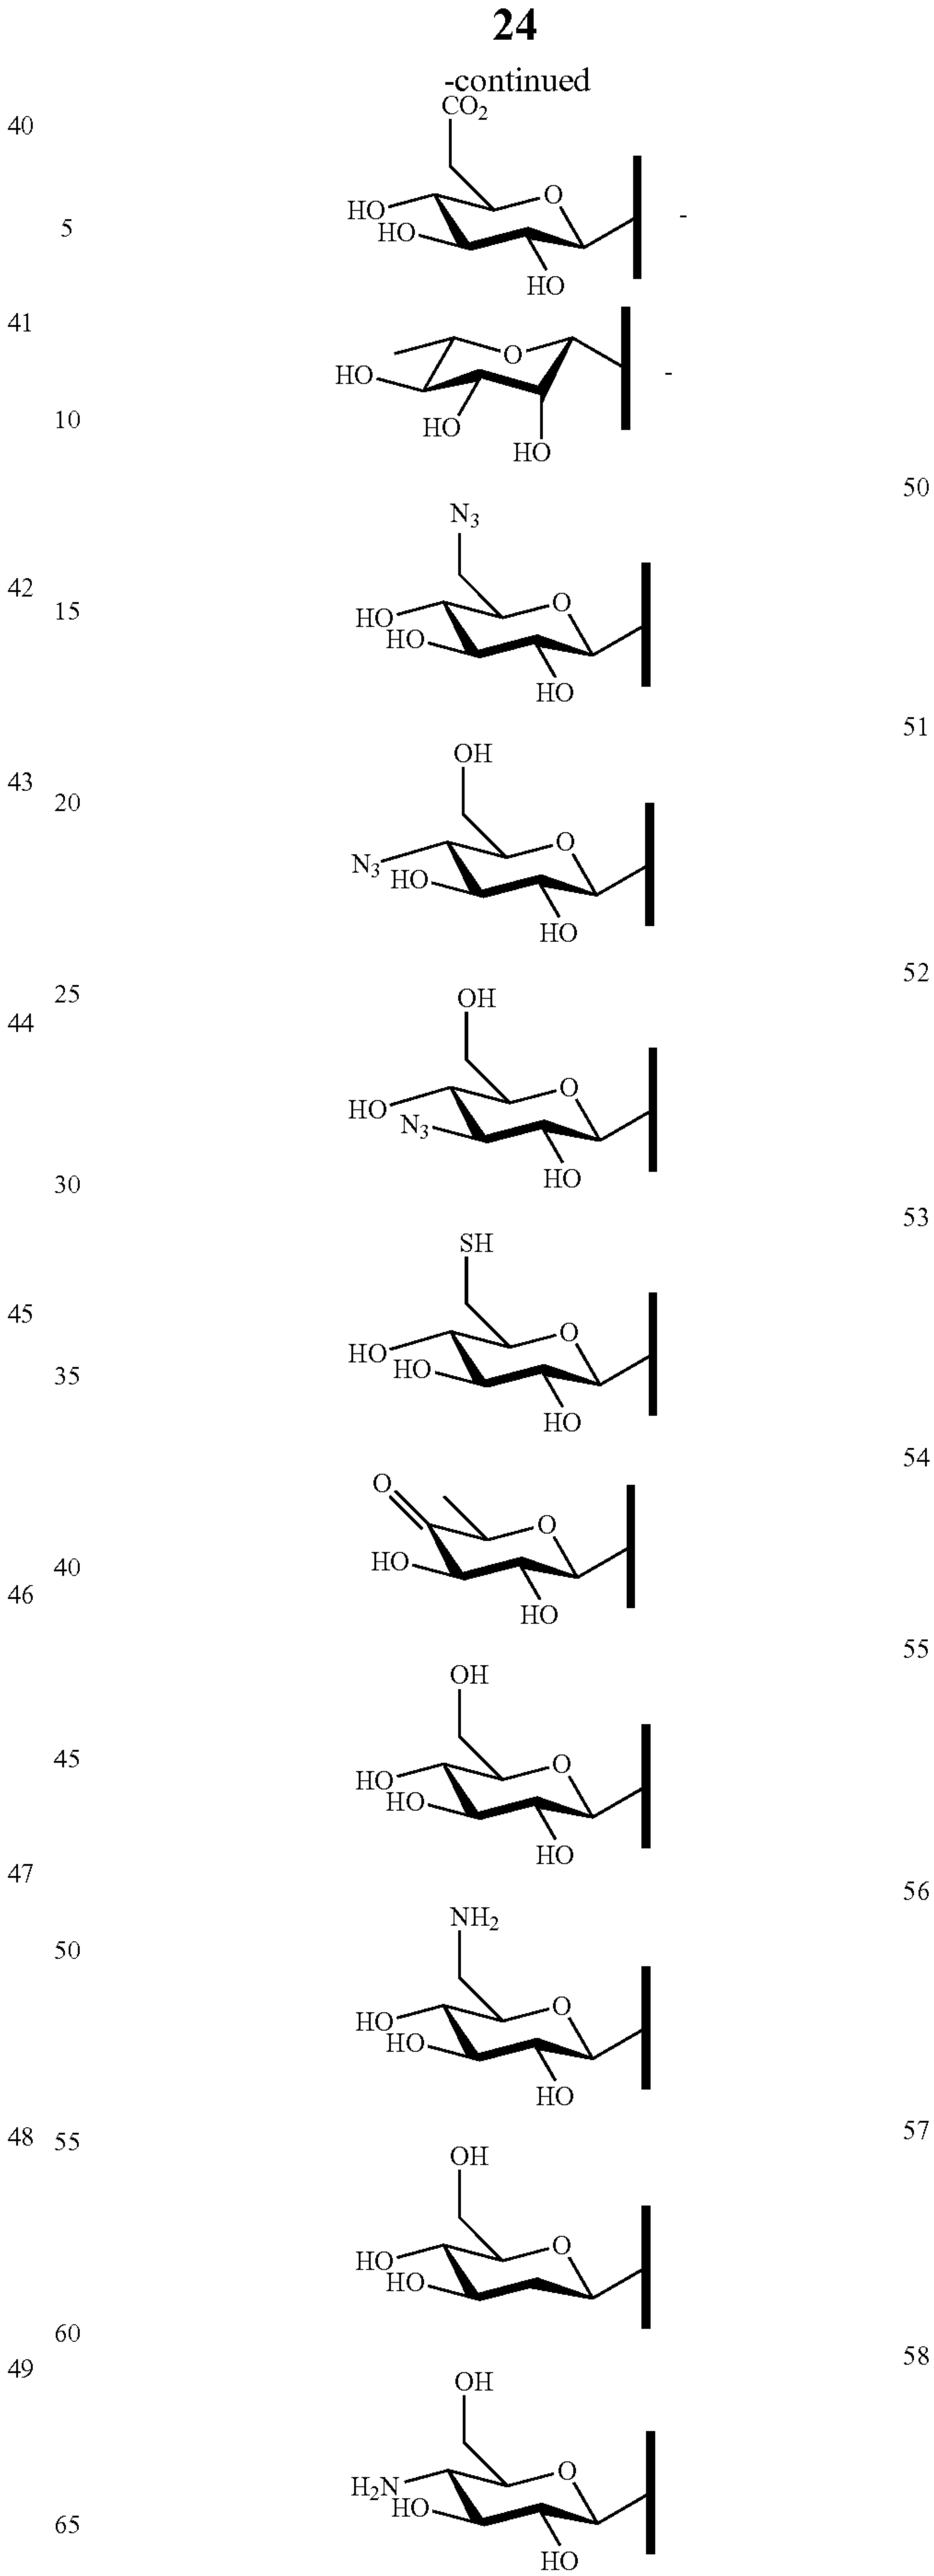 24
-continued
CO2
40
O
HO
-
5
HO
HO
41
O
HO
-
10
HO
HO
50
N3
42
O
15
HO
HO
HO
51
OH
43
20
O
N3
HO
HO
52
25
OH
44
O
HO
N3
HO
30
53
SH
45
O
HO
35
HO
HO
54
O
O
HO
40
46
HO
55
OH
45
O
HO
HO
HO
47
56
NH2
50
O
HO
HO
HO
57
48
55
OH
O
HO
HO
60
58
49
OH
O
H2N
HO
65
HO